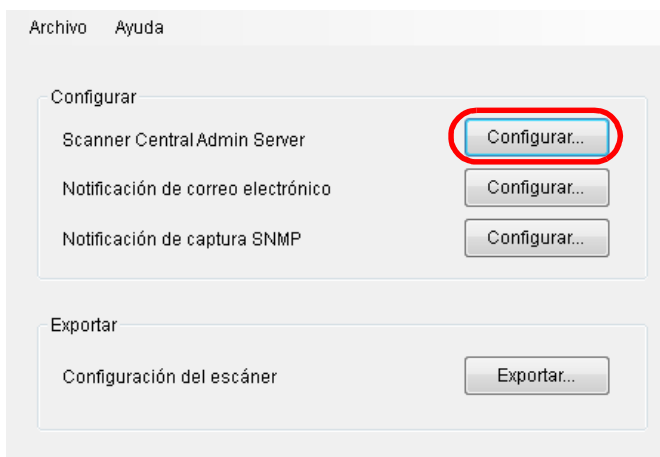 Archivo Ayuda
Configurar
Scanner Central Admin Server Configurar...
Notificación de correo electrónico Configurar...
Notificación de captura SNMP Configurar...
Exportar
Configuración del escáner Exportar...